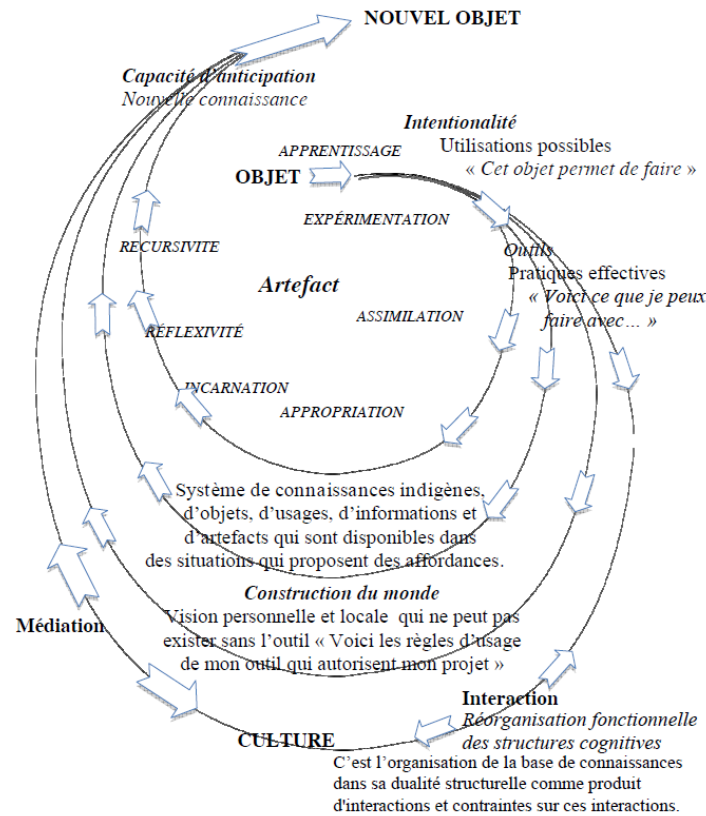 NOUVEL OBJET
Capacité d'anticipation
Nouvelle connaissance
Intentionalité
Utilisations possibles
« Cet objet permet de faire »
APPRENTISSAGE
OBJET
EXPÉRIMENTATION
Outils
Pratiques effectives
« Voici ce que je peux
faire avec… »
RECURSIVITE
Artefact
ASSIMILATION
RÉFLEXIVITÉ
INCARNATION
APPROPRIATION
Système de connaissances indigènes,
d'objets, d'usages, d'informations et
d'artefacts qui sont disponibles dans
des situations qui proposent des affordances.
Construction du monde
Vision personnelle et locale qui ne peut pas
exister sans l'outil « Voici les règles d'usage
de mon outil qui autorisent mon projet »
Médiation
Interaction
Réorganisation fonctionnelle
des structures cognitives
CULTURE
C'est l'organisation de la base de connaissances
dans sa dualité structurelle comme produit
d'interactions et contraintes sur ces interactions.